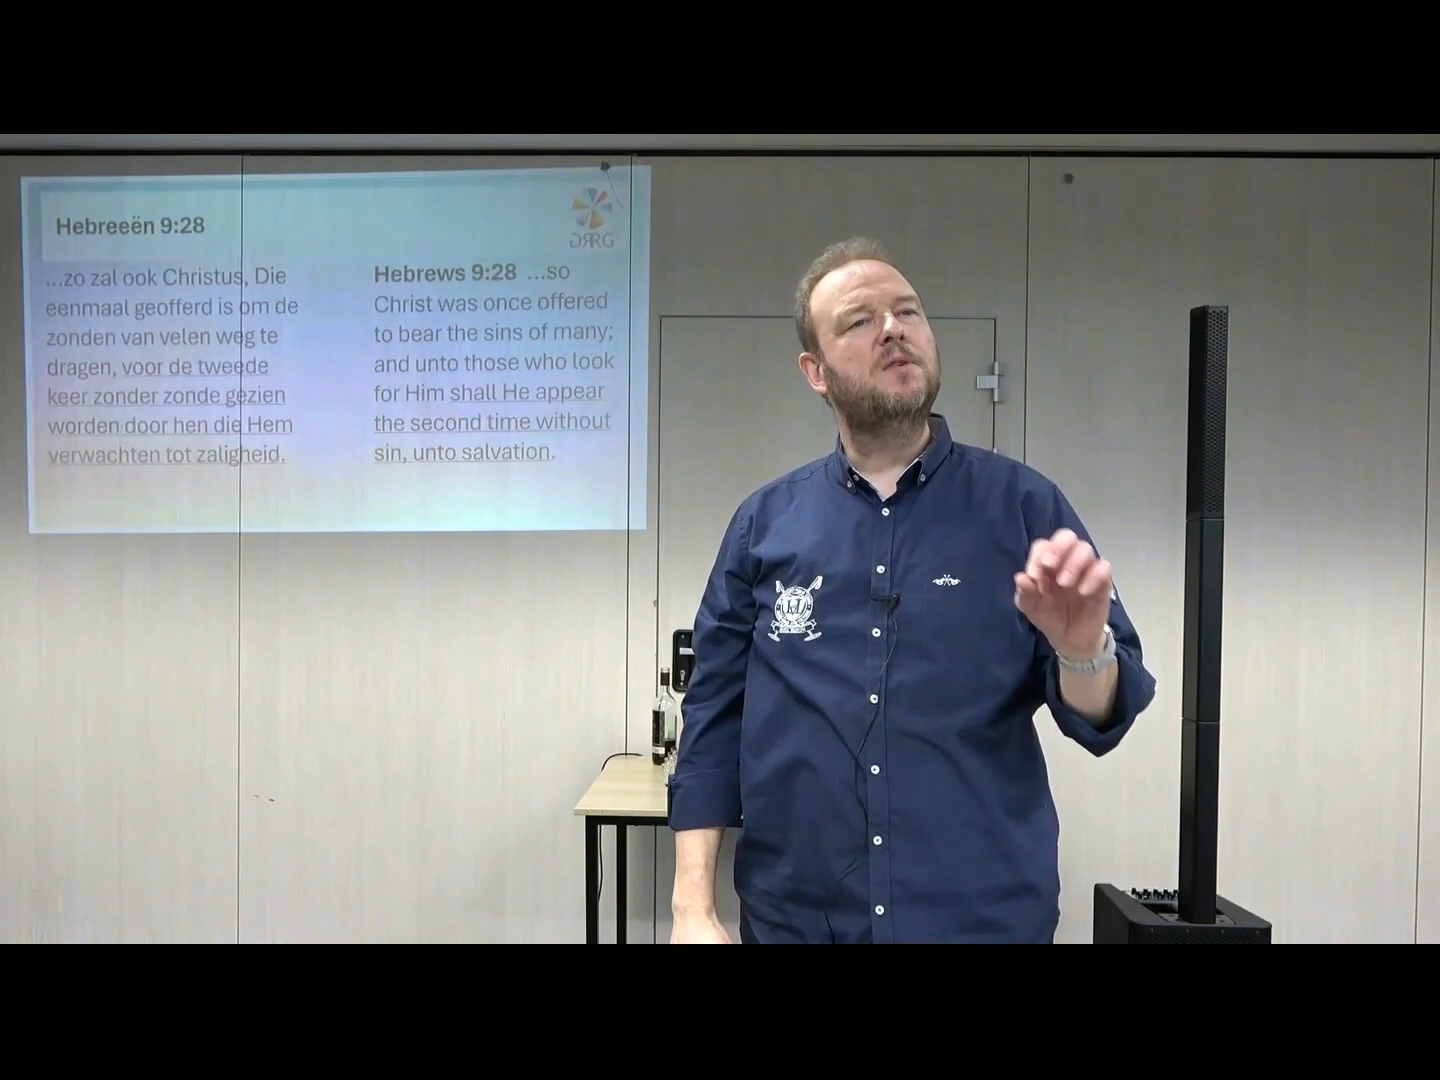 Hebreeën 9:28
...zo zal ook Christus, Die
eenmaal geofferd is om de
zonden van velen weg te
dragen, voor de tweede
keer zonder zonde gezien
worden door hen die Hem
verwachten tot zaligheid.
GRRG
Hebrews 9:28 ...so
Christ was once offered
to bear the sins of many;
and unto those who look
for Him shall He appear
the second time without
sin, unto salvation.